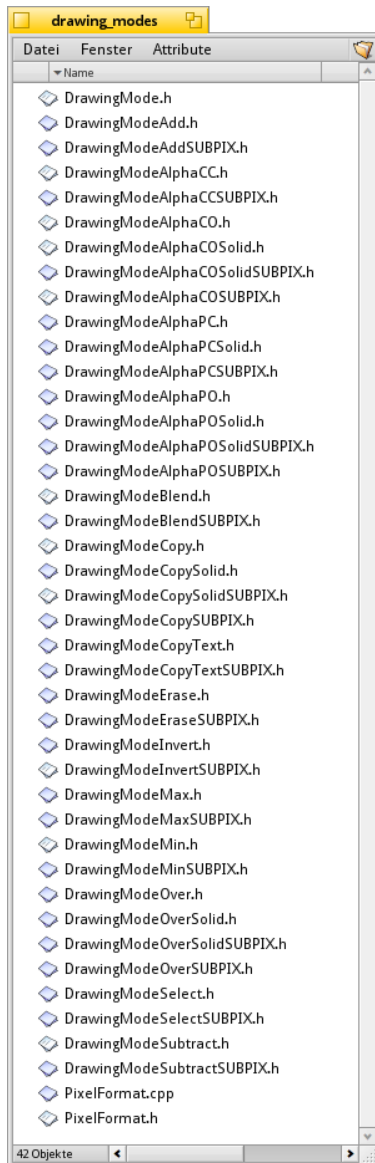 drawing_modes
Datei Fenster Attribute
Name
DrawingMode.h
DrawingModeAdd.h
DrawingModeAddSUBPIX.h
DrawingModeAlphaCC.h
DrawingModeAlphaCCSUBPIX.h
DrawingModeAlphaCO.h
DrawingModeAlphaCOSolid.h
DrawingModeAlphaCOSolidSUBPIX.h
DrawingModeAlphaCOSUBPIX.h
DrawingModeAlphaPC.h
DrawingModeAlphaPCSolid.h
DrawingModeAlphaPCSUBPIX.h
DrawingModeAlphaPO.h
DrawingModeAlphaPOSolid.h
DrawingModeAlphaPOSolidSUBPIX.h
DrawingModeAlphaPOSUBPIX.h
DrawingModeBlend.h
DrawingModeBlendSUBPIX.h
DrawingModeCopy.h
DrawingModeCopySolid.h
DrawingModeCopySolidSUBPIX.h
DrawingModeCopySUBPIX.h
DrawingModeCopyText.h
DrawingModeCopyTextSUBPIX.h
DrawingModeErase.h
DrawingModeEraseSUBPIX.h
DrawingModeInvert.h
DrawingModeInvertSUBPIX.h
DrawingModeMax.h
DrawingModeMaxSUBPIX.h
DrawingModeMin.h
DrawingModeMinSUBPIX.h
DrawingModeOver.h
DrawingModeOverSolid.h
DrawingModeOverSolidSUBPIX.h
DrawingModeOverSUBPIX.h
DrawingModeSelect.h
DrawingModeSelectSUBPIX.h
DrawingModeSubtract.h
DrawingModeSubtractSUBPIX.h
PixelFormat.cpp
PixelFormat.h
42 Objekte